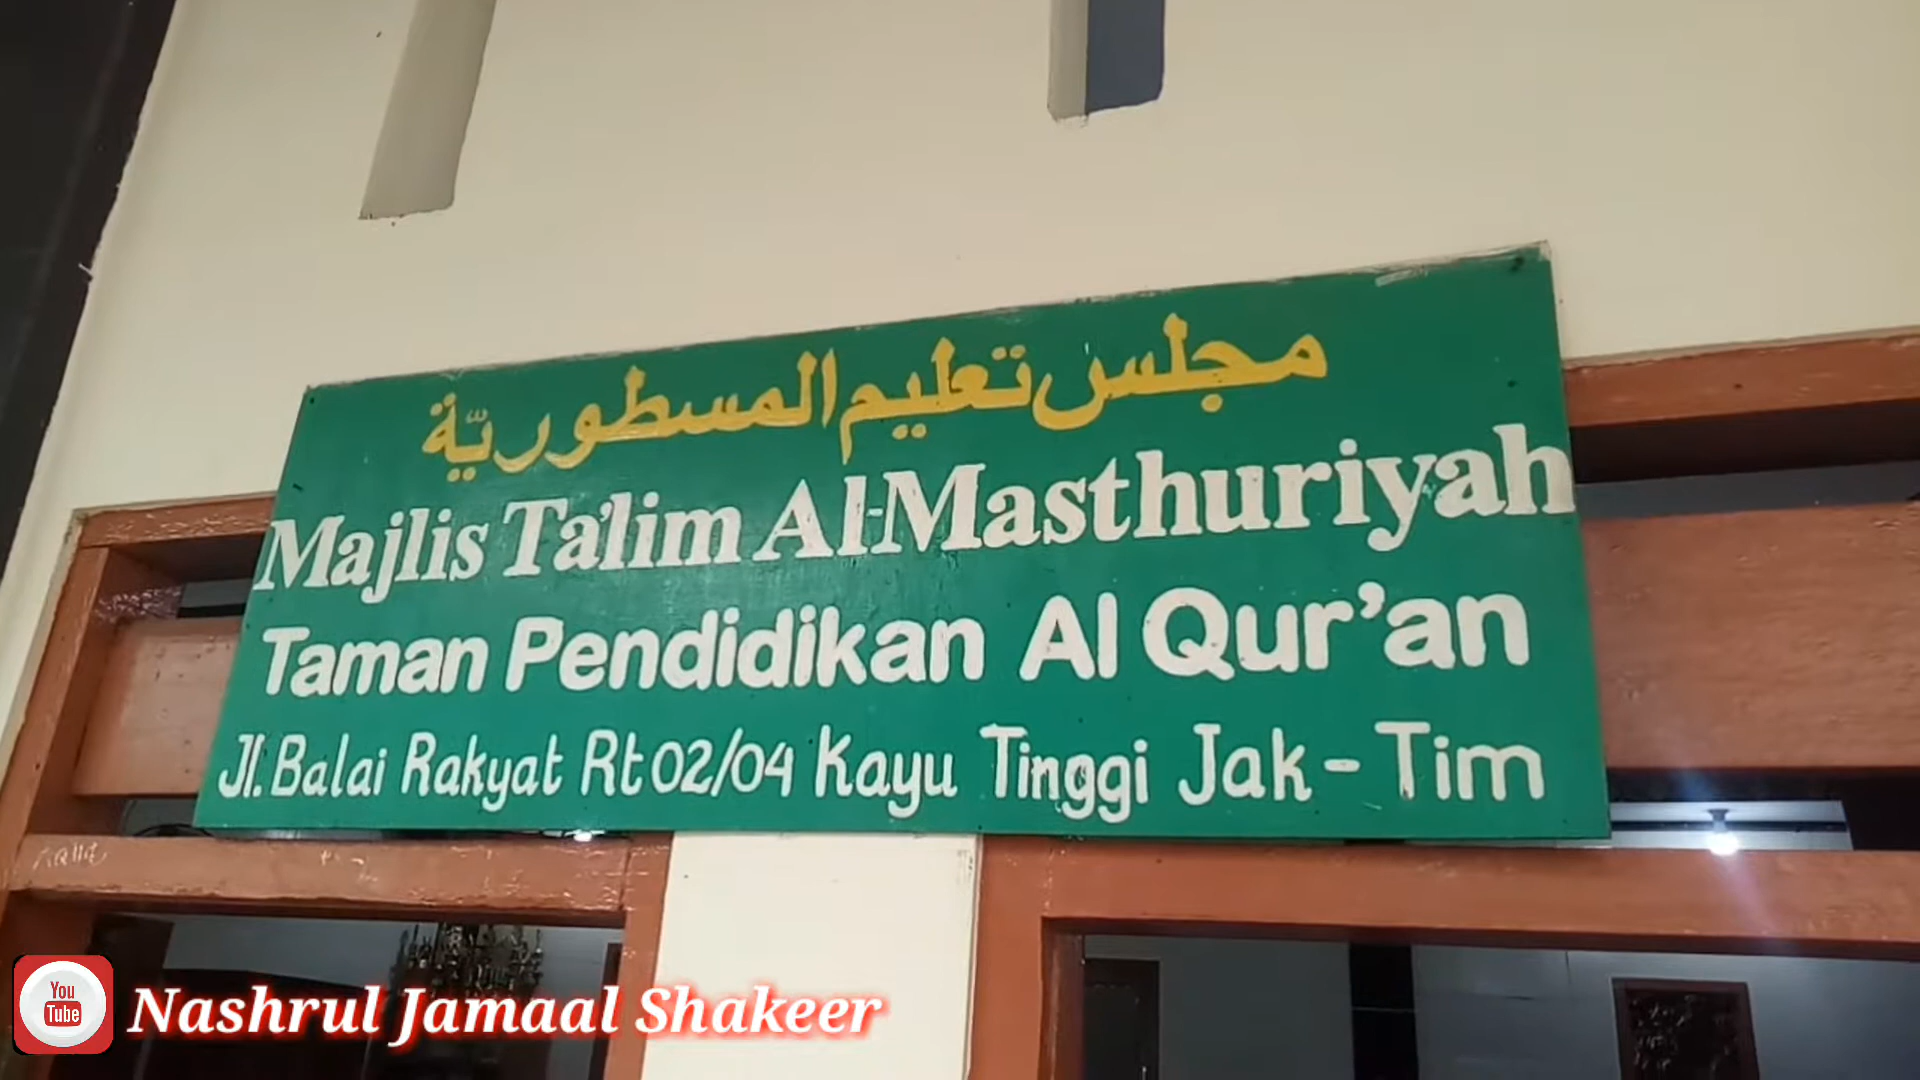 مجلس تعليم المسطوريّة
Majlis Ta'lim Al-Masthuriyah
Taman Pendidikan Al Qur'an
Jl. Balai Rakyat Rt 02/04 Kayu Tinggi Jak-Tim
You
Tube
Nashrul Jamaal Shakeer